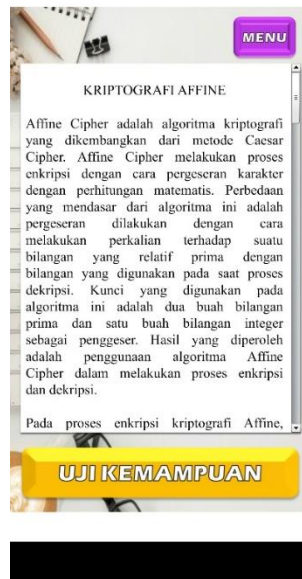 MENU
KRIPTOGRAFI AFFINE
Affine Cipher adalah algoritma kriptografi
yang dikembangkan dari metode Caesar
Cipher. Affine Cipher melakukan proses
enkripsi dengan cara pergeseran karakter
dengan perhitungan matematis. Perbedaan
yang mendasar dari algoritma ini adalah
pergeseran dilakukan dengan cara
melakukan perkalian terhadap suatu
bilangan yang relatif prima dengan
bilangan yang digunakan pada saat proses
dekripsi. Kunci yang digunakan pada
algoritma ini adalah dua buah bilangan
prima dan satu buah bilangan integer
sebagai penggeser. Hasil yang diperoleh
adalah penggunaan algoritma Affine
Cipher dalam melakukan proses enkripsi
dan dekripsi.
Pada proses enkripsi kriptografi Affine,
UJI KEMAMPUAN